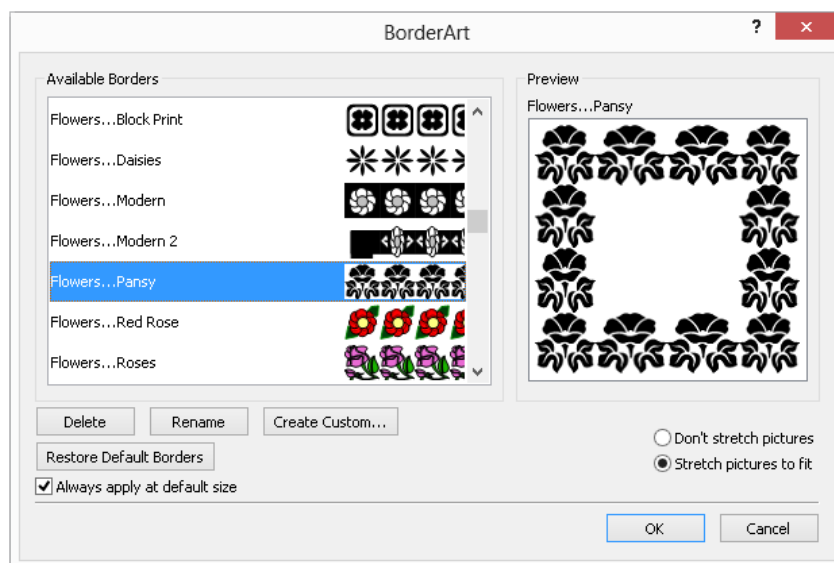 BorderArt
?
Available Borders
Flowers...Block Print
Flowers...Daisies
Flowers...Modern
Flowers...Modern 2
Flowers...Pansy
Flowers...Red Rose
Flowers...Roses
Delete
Rename
Create Custom...
Restore Default Borders
Always apply at default size
Preview
Flowers...Pansy
Don't stretch pictures
Stretch pictures to fit
OK
Cancel